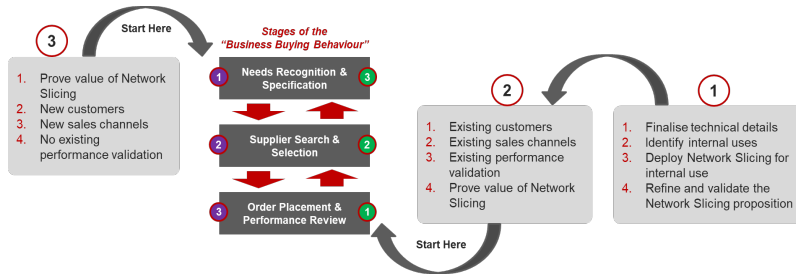 Start Here
Stages of the
“Business Buying Behaviour”
3
1. Prove value of Network
Slicing
2. New customers
3. New sales channels
4. No existing
performance validation
1
Needs Recognition &
Specification
3
2
Supplier Search &
Selection
2
3
Order Placement &
Performance Review
1
Start Here
2
1. Existing customers
2. Existing sales channels
3. Existing performance
validation
4. Prove value of Network
Slicing
1
1. Finalise technical details
2. Identify internal uses
3. Deploy Network Slicing for
internal use
4. Refine and validate the
Network Slicing proposition